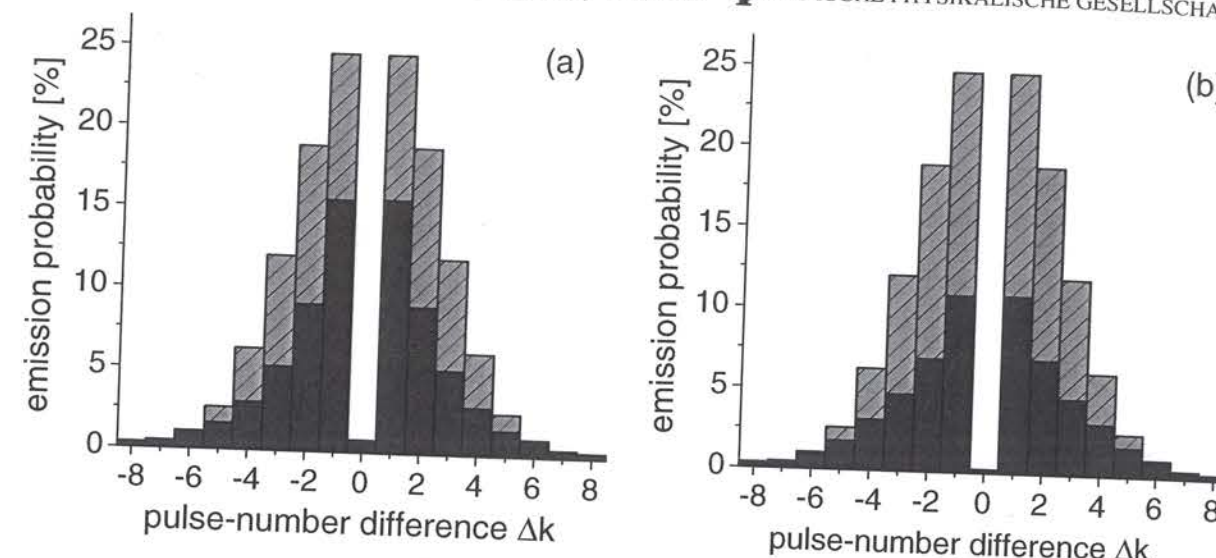 PHYSIKALISCHE GESELLSCHA
(a)
emission probability [%]
25
20
15
10
5
0
-8 -6 -4 -2 0 2 4 6 8
pulse-number difference Δk
(b)
emission probability [%]
25
20
15
10
5
0
-8 -6 -4 -2 0 2 4 6 8
pulse-number difference Δk